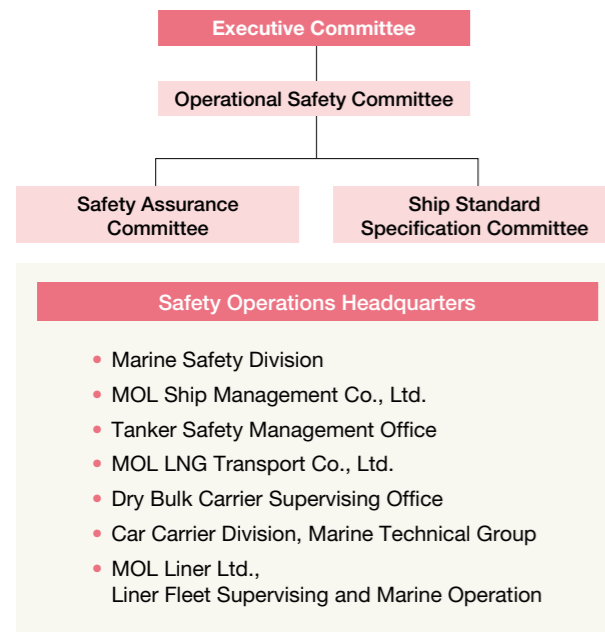 Executive Committee
Operational Safety Committee
Safety Assurance
Committee
Ship Standard
Specification Committee
Safety Operations Headquarters
• Marine Safety Division
• MOL Ship Management Co., Ltd.
• Tanker Safety Management Office
• MOL LNG Transport Co., Ltd.
• Dry Bulk Carrier Supervising Office
• Car Carrier Division, Marine Technical Group
• MOL Liner Ltd.,
Liner Fleet Supervising and Marine Operation